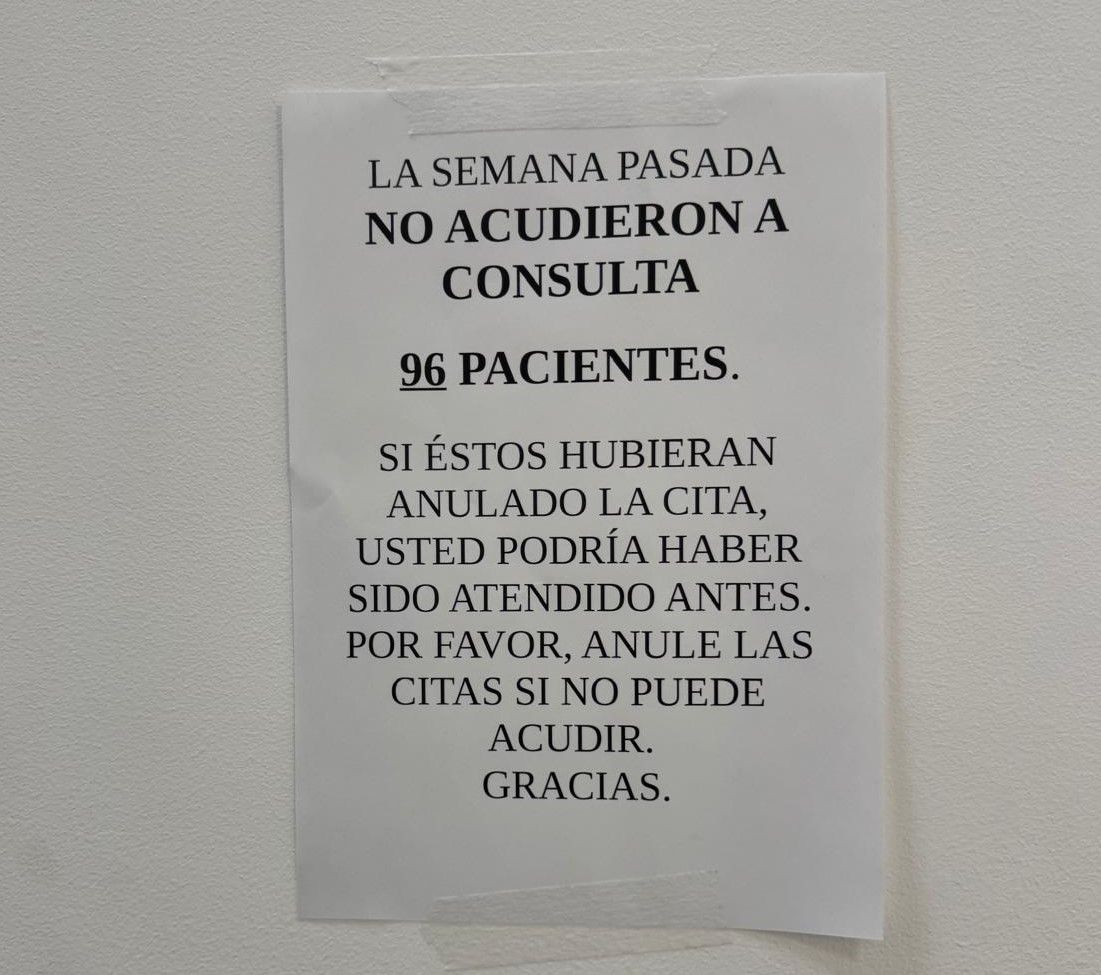 LA SEMANA PASADA
NO ACUDIERON A
CONSULTA
96 PACIENTES.
SI ÉSTOS HUBIERAN
ANULADO LA CITA,
USTED PODRÍA HABER
SIDO ATENDIDO ANTES.
POR FAVOR, ANULE LAS
CITAS SI NO PUEDE
ACUDIR.
GRACIAS.